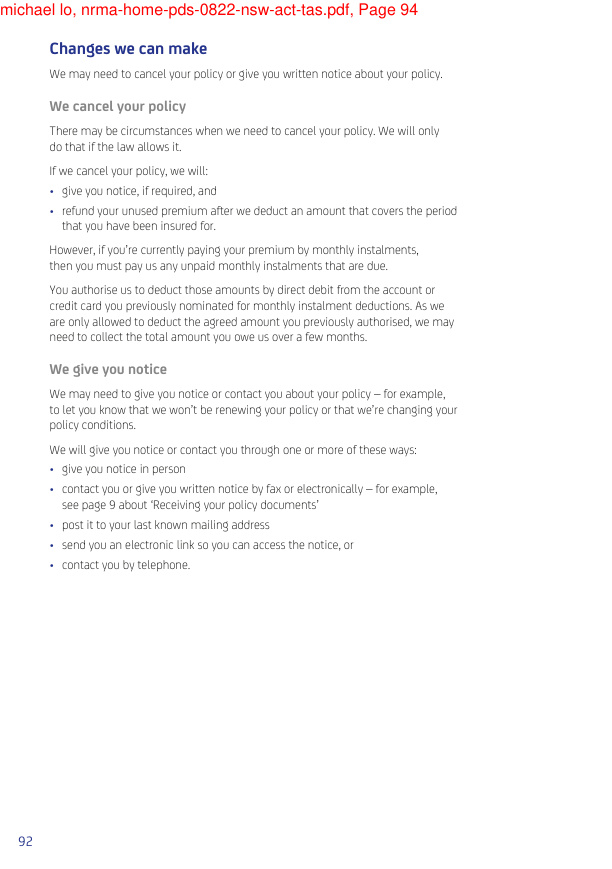 michael lo, nrma-home-pds-0822-nsw-act-tas.pdf, Page 94
Changes we can make
We may need to cancel your policy or give you written notice about your policy.
We cancel your policy
There may be circumstances when we need to cancel your policy. We will only
do that if the law allows it.
If we cancel your policy, we will:
• give you notice, if required, and
• refund your unused premium after we deduct an amount that covers the period
that you have been insured for.
However, if you're currently paying your premium by monthly instalments,
then you must pay us any unpaid monthly instalments that are due.
You authorise us to deduct those amounts by direct debit from the account or
credit card you previously nominated for monthly instalment deductions. As we
are only allowed to deduct the agreed amount you previously authorised, we may
need to collect the total amount you owe us over a few months.
We give you notice
We may need to give you notice or contact you about your policy – for example,
to let you know that we won't be renewing your policy or that we're changing your
policy conditions.
We will give you notice or contact you through one or more of these ways:
• give you notice in person
• contact you or give you written notice by fax or electronically – for example,
see page 9 about 'Receiving your policy documents'
• post it to your last known mailing address
• send you an electronic link so you can access the notice, or
• contact you by telephone.
92